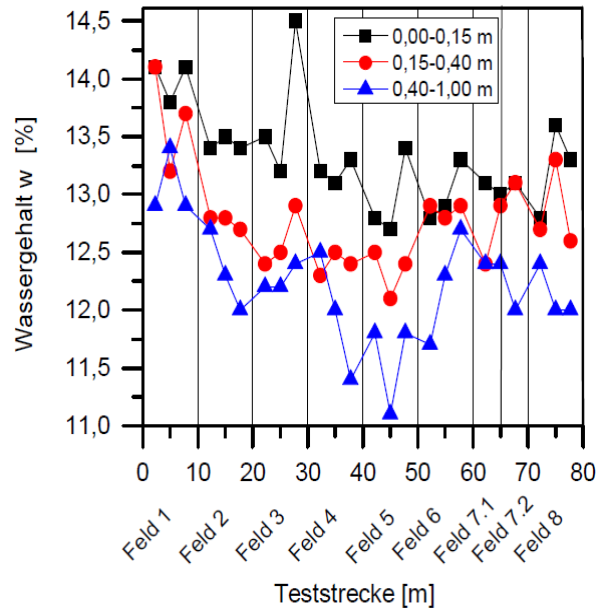 0,00-0,15 m
0,15-0,40 m
0,40-1,00 m
Wassergehalt w [%]
14,5
14,0
13,5
13,0
12,5
12,0
11,5
11,0
0 10 20 30 40 50 60 70 80
Feld 1 Feld 2 Feld 3 Feld 4 Feld 5 Feld 6 Feld 7.1 Feld 7.2 Feld 8
Teststrecke [m]